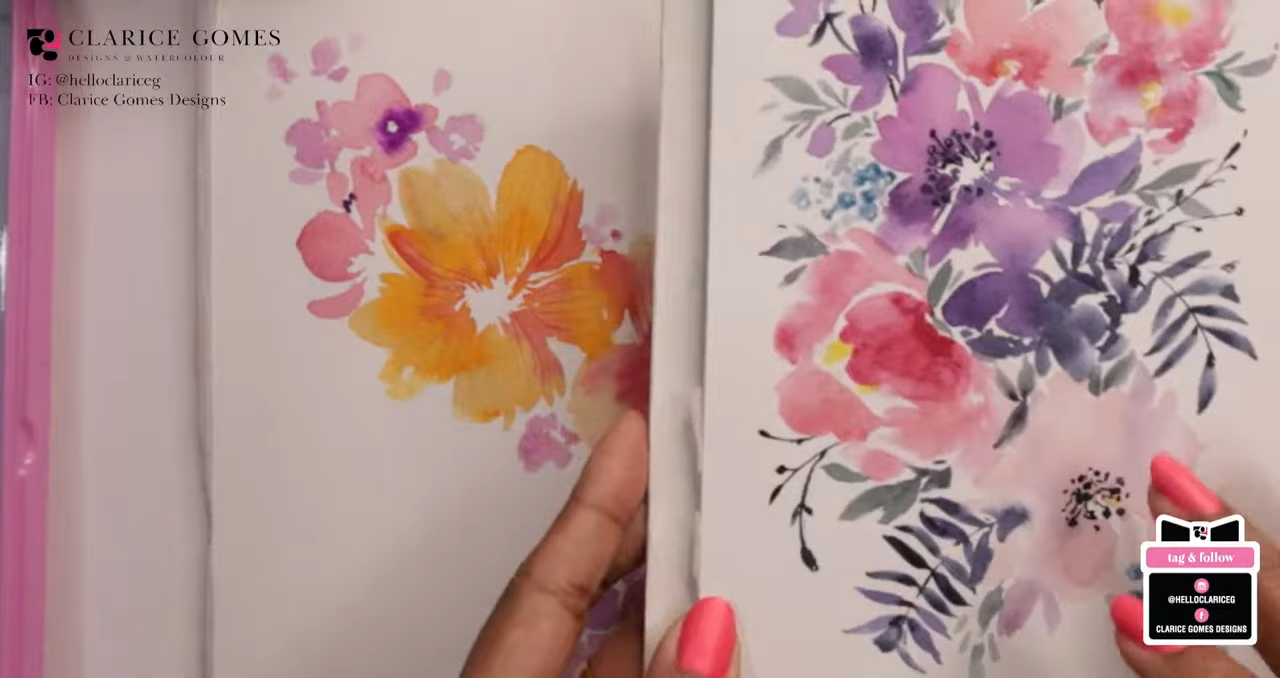 CLARICE GOMES
DESIGNS & WATERCOLOUR
IG: @helloclariceg
FB: Clarice Gomes Designs
tag & follow
@HELLOCLARICEG
CLARICE GOMES DESIGNS